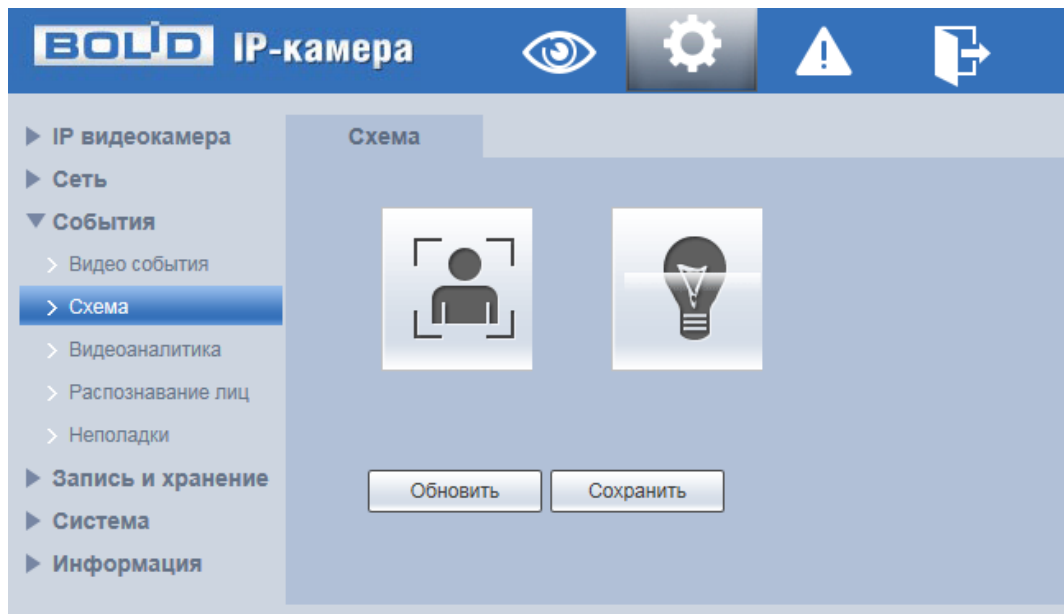 BOLID IP-камера
IP видеокамера
Схема
Сеть
События
Видео события
Схема
Видеоаналитика
Распознавание лиц
Неполадки
Запись и хранение
Обновить
Сохранить
Система
Информация